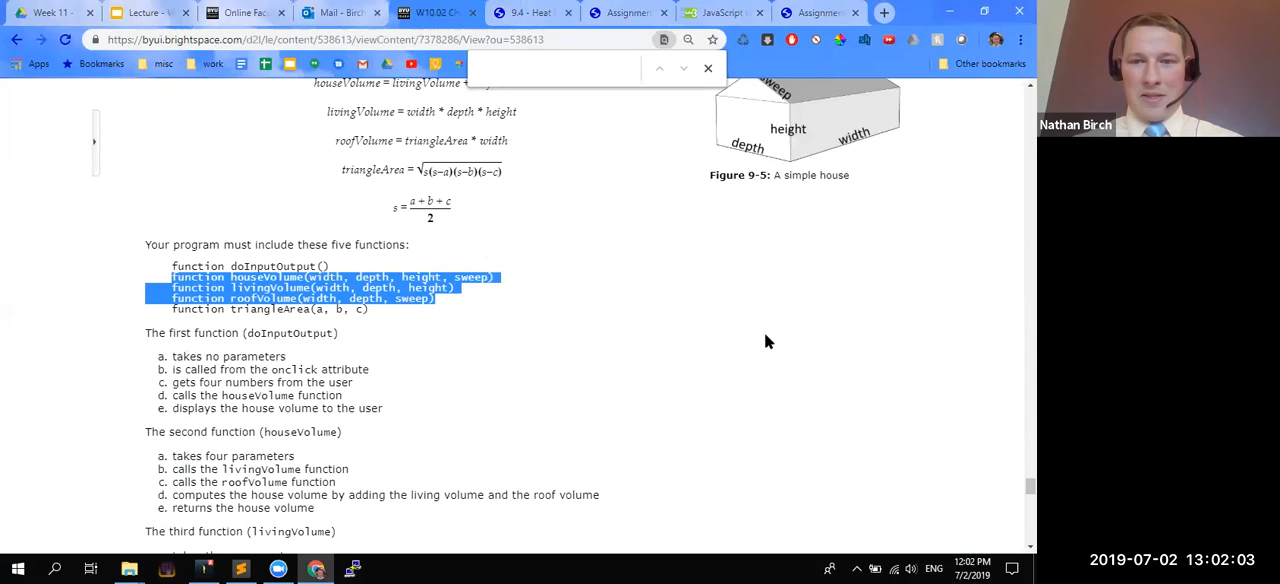 Week 11 -
Lecture - W
Online Fac
Mail - Birch
W10.02 Ch
9.4 - Heat
Assignmen
JavaScript
Assignmen
https://byui.brightspace.com/d2l/le/content/538613/viewContent/7378286/View?ou=538613
Apps
Bookmarks
misc
work
Other bookmarks
houseVolume = livingVolume +
livingVolume = width * depth * height
roofVolume = triangleArea * width
triangleArea = √s(s−a)(s−b)(s−c)
s = a + b + c
2
sweep
height
width
depth
Figure 9-5: A simple house
Your program must include these five functions:
function doInputOutput()
function houseVolume(width, depth, height, sweep)
function livingVolume(width, depth, height)
function roofVolume(width, depth, sweep)
function triangleArea(a, b, c)
The first function (doInputOutput)
a. takes no parameters
b. is called from the onclick attribute
c. gets four numbers from the user
d. calls the houseVolume function
e. displays the house volume to the user
The second function (houseVolume)
a. takes four parameters
b. calls the livingVolume function
c. calls the roofVolume function
d. computes the house volume by adding the living volume and the roof volume
e. returns the house volume
The third function (livingVolume)
Nathan Birch
ENG
12:02 PM
7/2/2019
2019-07-02 13:02:03